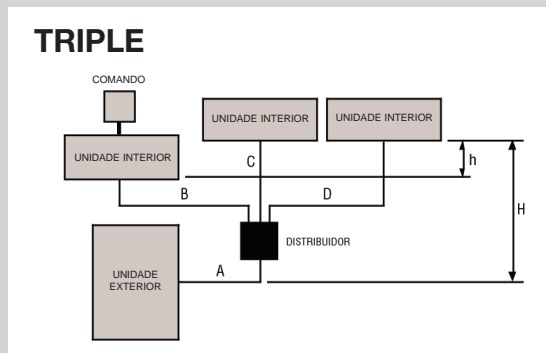 TRIPLE
COMANDO
UNIDADE INTERIOR
UNIDADE INTERIOR
UNIDADE INTERIOR
C
h
B
D
H
DISTRIBUIDOR
A
UNIDADE
EXTERIOR